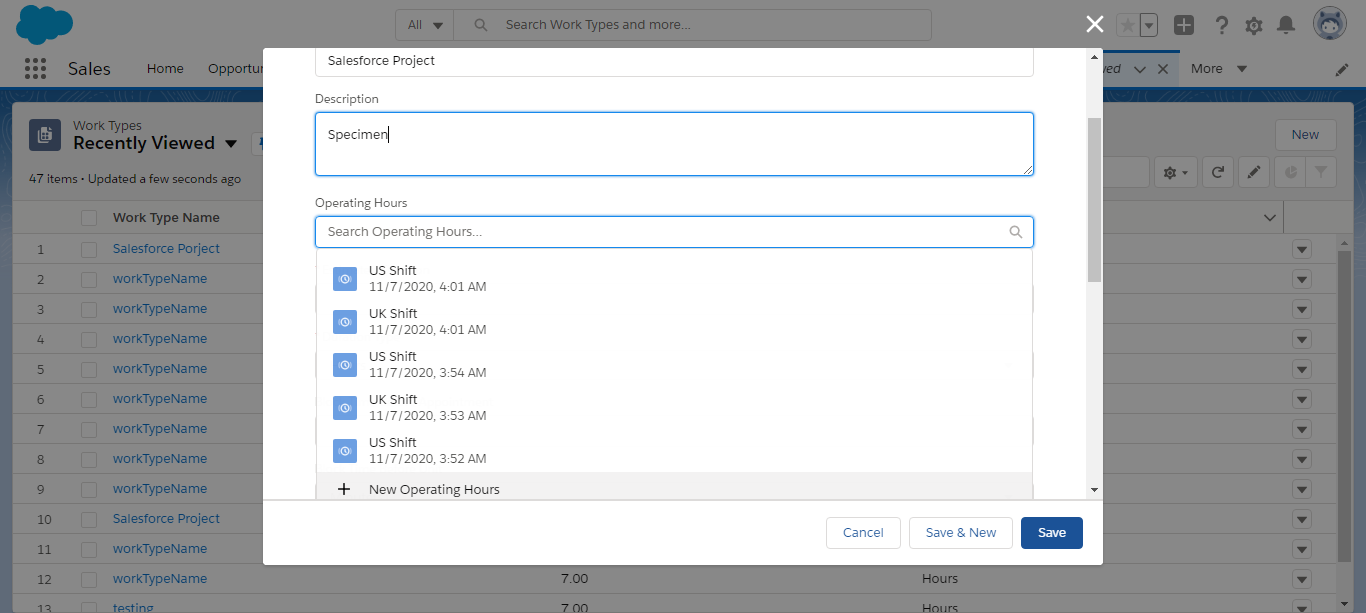 All
Search Work Types and more...
Sales
Home
Opportun
ved
More
Work Types
Recently Viewed
New
47 items • Updated a few seconds ago
Work Type Name
1 Salesforce Porject
2 workTypeName
3 workTypeName
4 workTypeName
5 workTypeName
6 workTypeName
7 workTypeName
8 workTypeName
9 workTypeName
10 Salesforce Project
11 workTypeName
12 workTypeName 7.00 Hours
13 testing 7.00 Hours
Salesforce Project
Description
Specimen
Operating Hours
Search Operating Hours...
US Shift
11/7/2020, 4:01 AM
UK Shift
11/7/2020, 4:01 AM
US Shift
11/7/2020, 3:54 AM
UK Shift
11/7/2020, 3:53 AM
US Shift
11/7/2020, 3:52 AM
New Operating Hours
Cancel
Save & New
Save